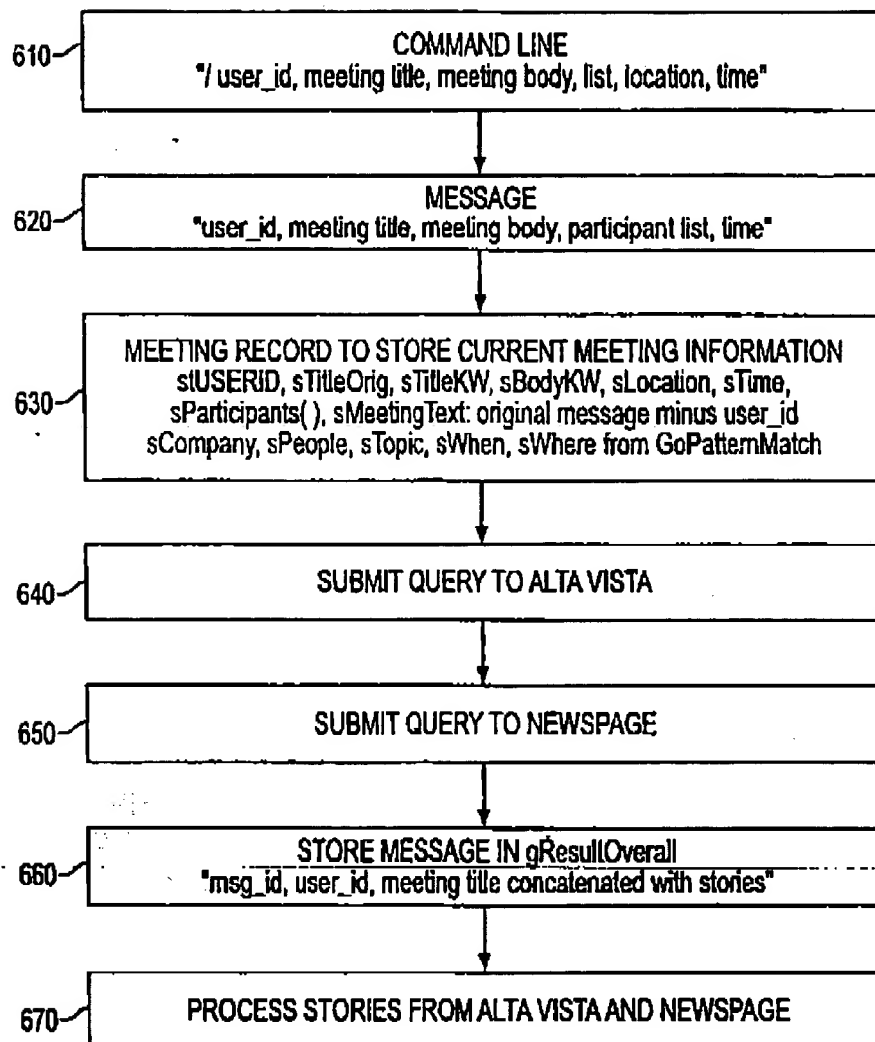 610
COMMAND LINE
"/ user_id, meeting title, meeting body, list, location, time"
620
MESSAGE
"user_id, meeting title, meeting body, participant list, time"
630
MEETING RECORD TO STORE CURRENT MEETING INFORMATION
stUSERID, sTitleOrig, sTitleKW, sBodyKW, sLocation, sTime,
sParticipants( ), sMeetingText: original message minus user_id
sCompany, sPeople, sTopic, sWhen, sWhere from GoPatternMatch
640
SUBMIT QUERY TO ALTA VISTA
650
SUBMIT QUERY TO NEWSPAGE
660
STORE MESSAGE IN gResultOverall
"msg_id, user_id, meeting title concatenated with stories"
670
PROCESS STORIES FROM ALTA VISTA AND NEWSPAGE